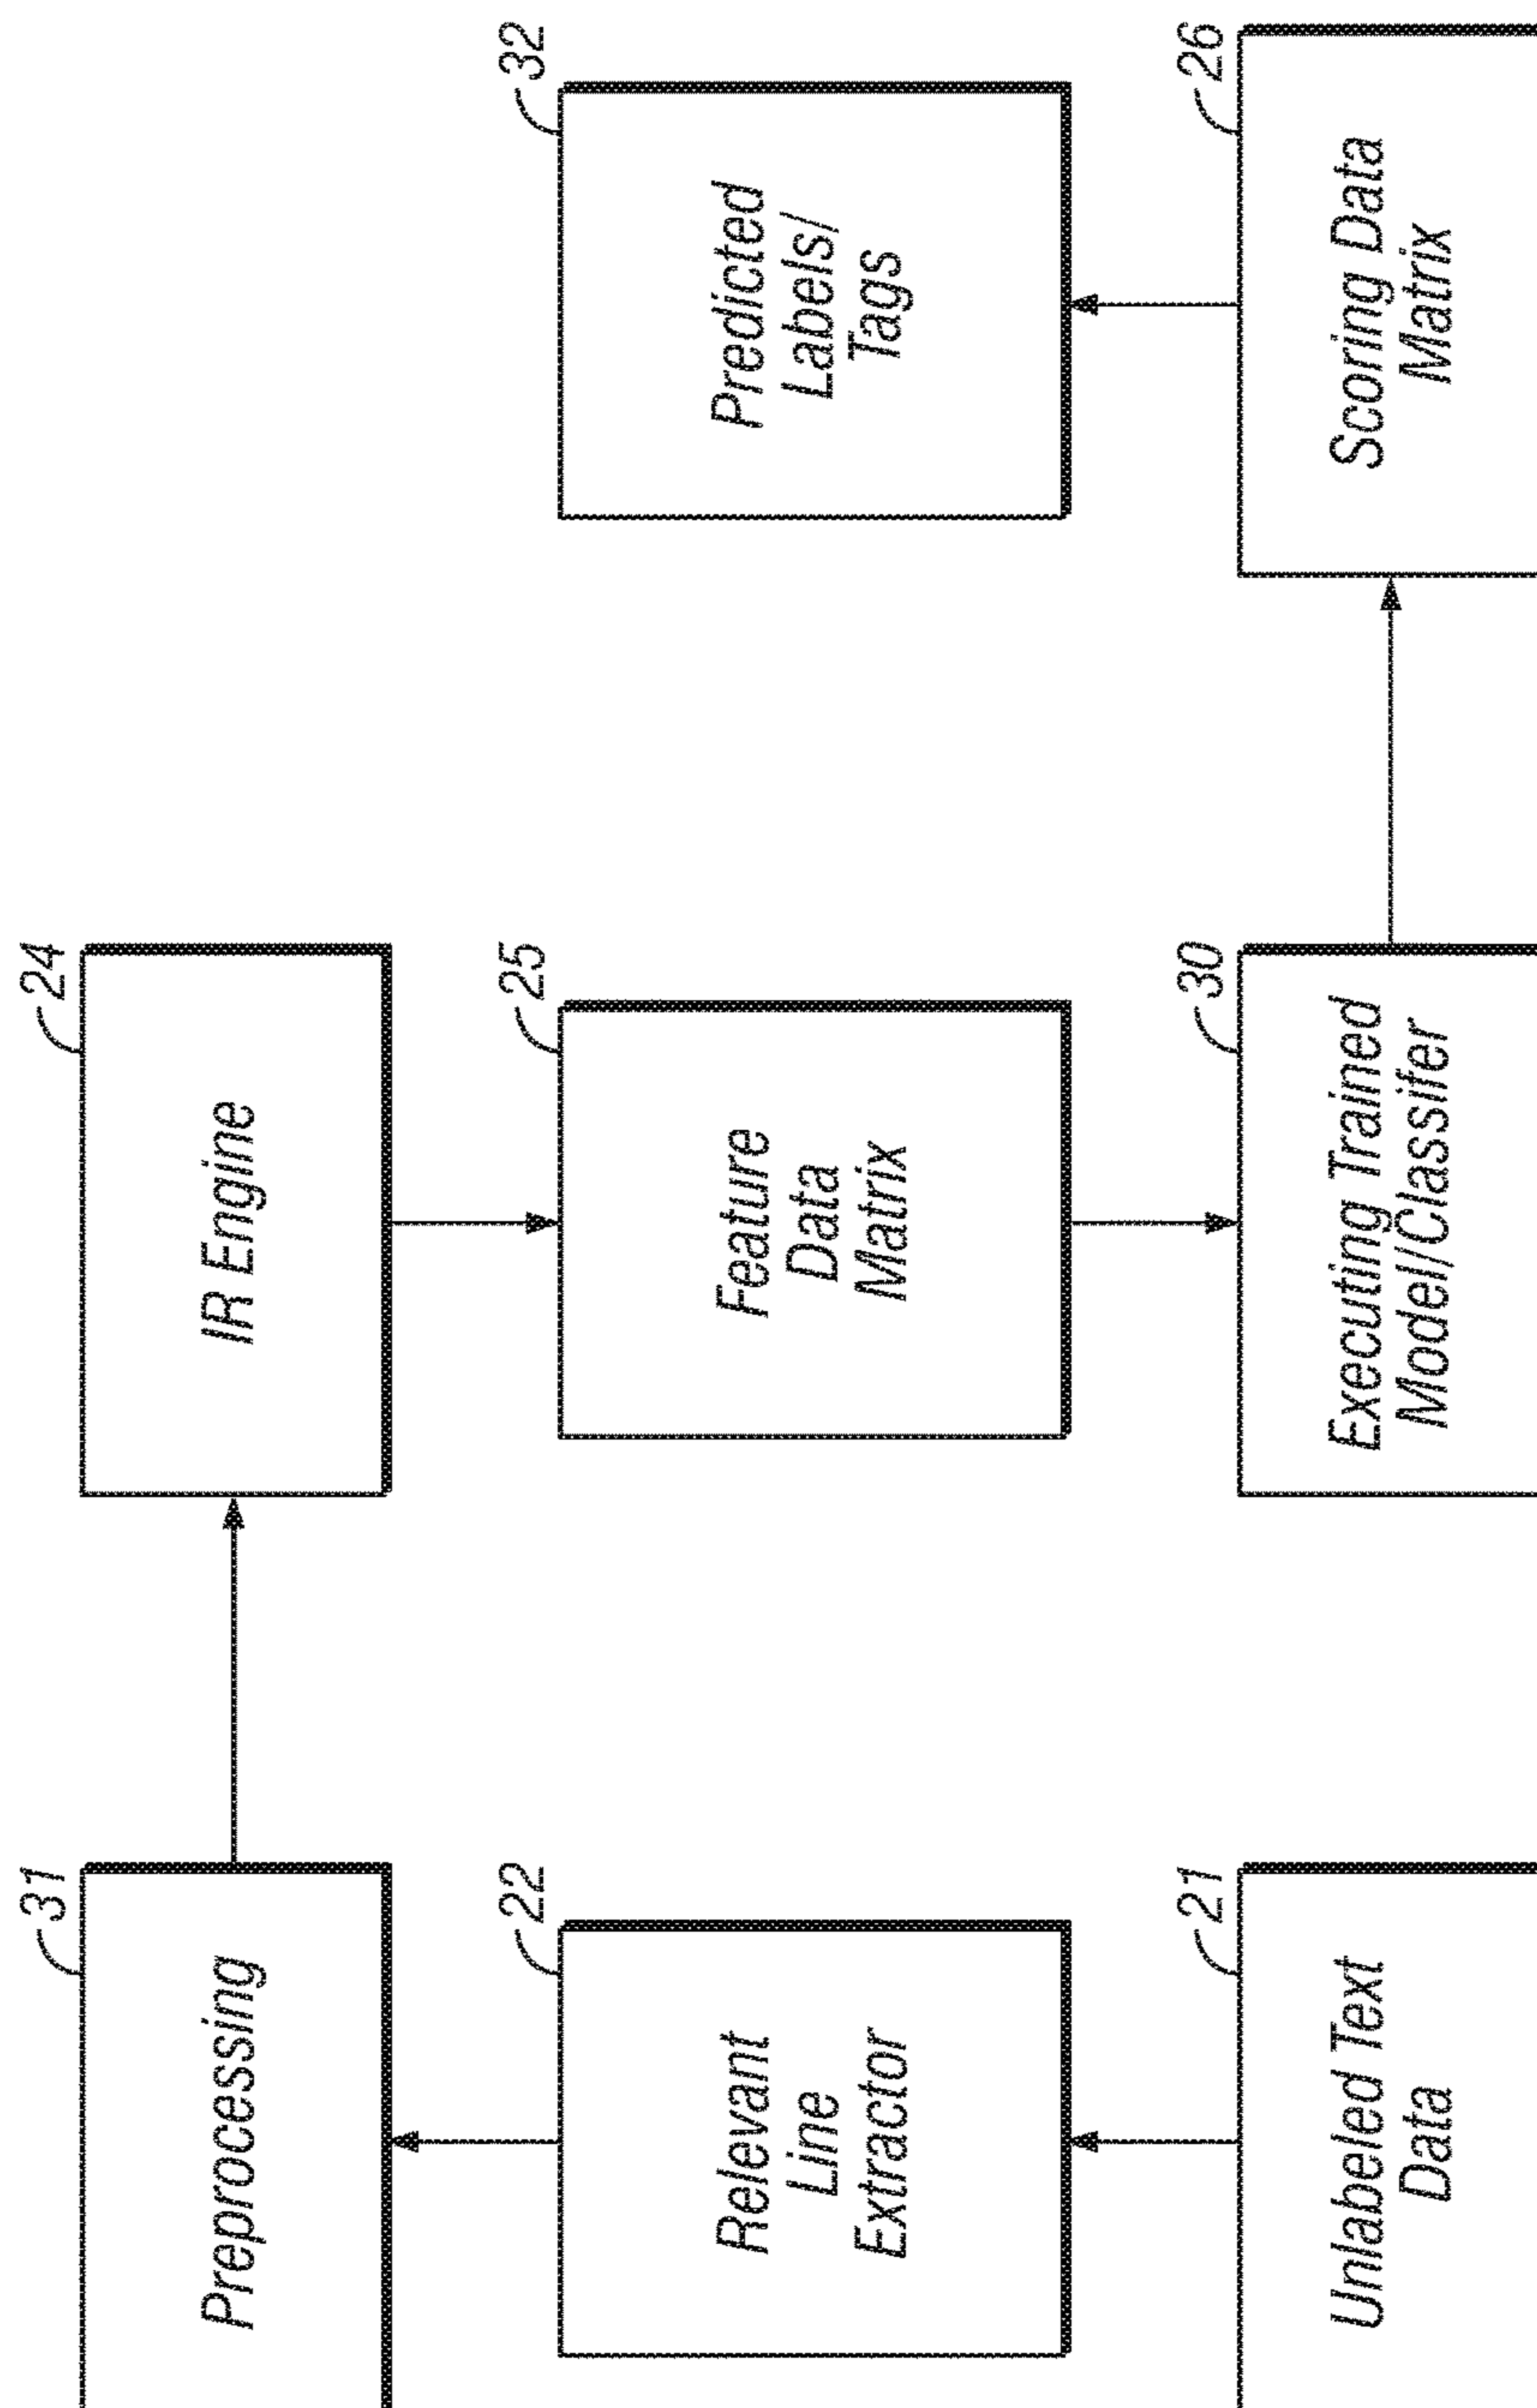 31
Preprocessing
24
IR Engine
22
Relevant
Line
Extractor
25
Feature
Data
Matrix
32
Predicted
Labels/
Tags
21
Unlabeled Text
Data
30
Executing Trained
Model/Classifer
26
Scoring Data
Matrix